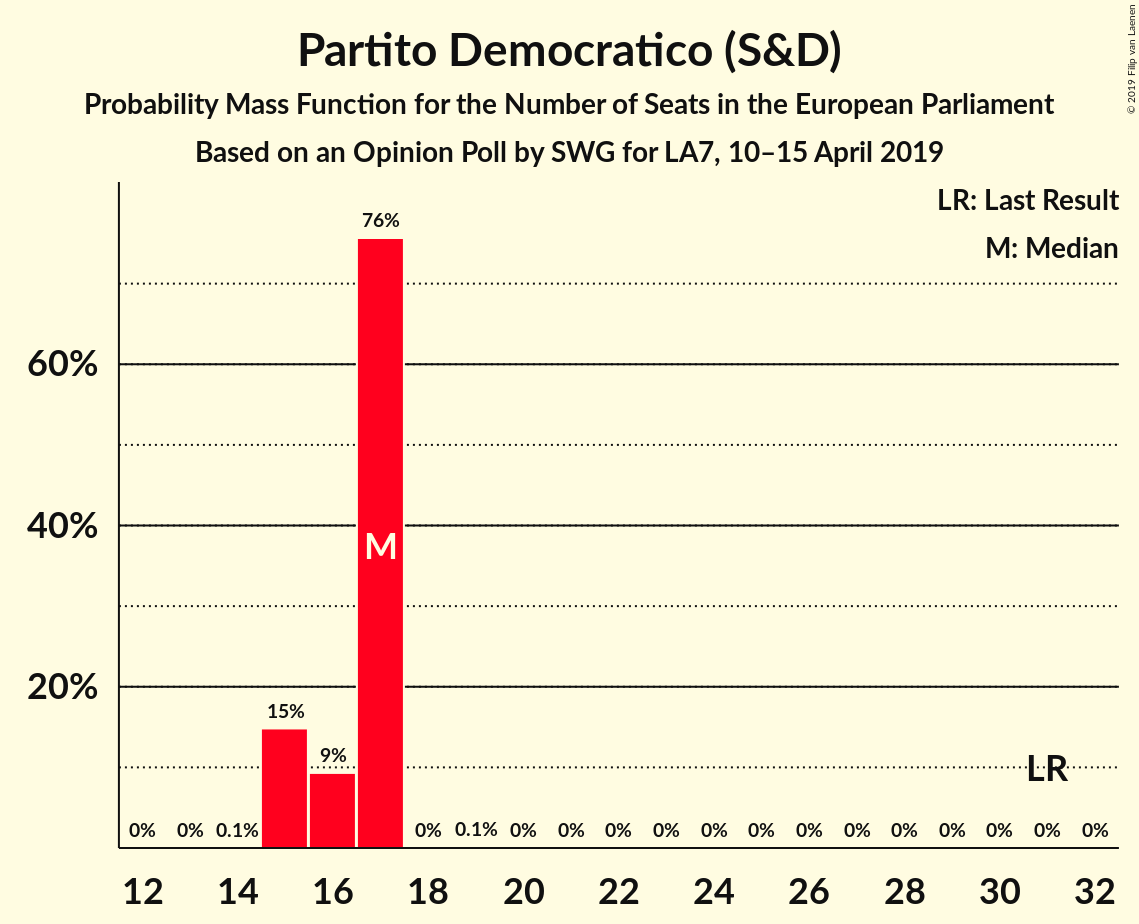 Partito Democratico (S&D)
Probability Mass Function for the Number of Seats in the European Parliament
Based on an Opinion Poll by SWG for LA7, 10–15 April 2019
© 2019 Filip van Laenen
LR: Last Result
M: Median
76%
60%
40%
M
20%
15%
9%
LR
0% 0% 0.1% 0% 0.1% 0% 0% 0% 0% 0% 0% 0% 0% 0% 0% 0% 0% 0%
12 14 16 18 20 22 24 26 28 30 32